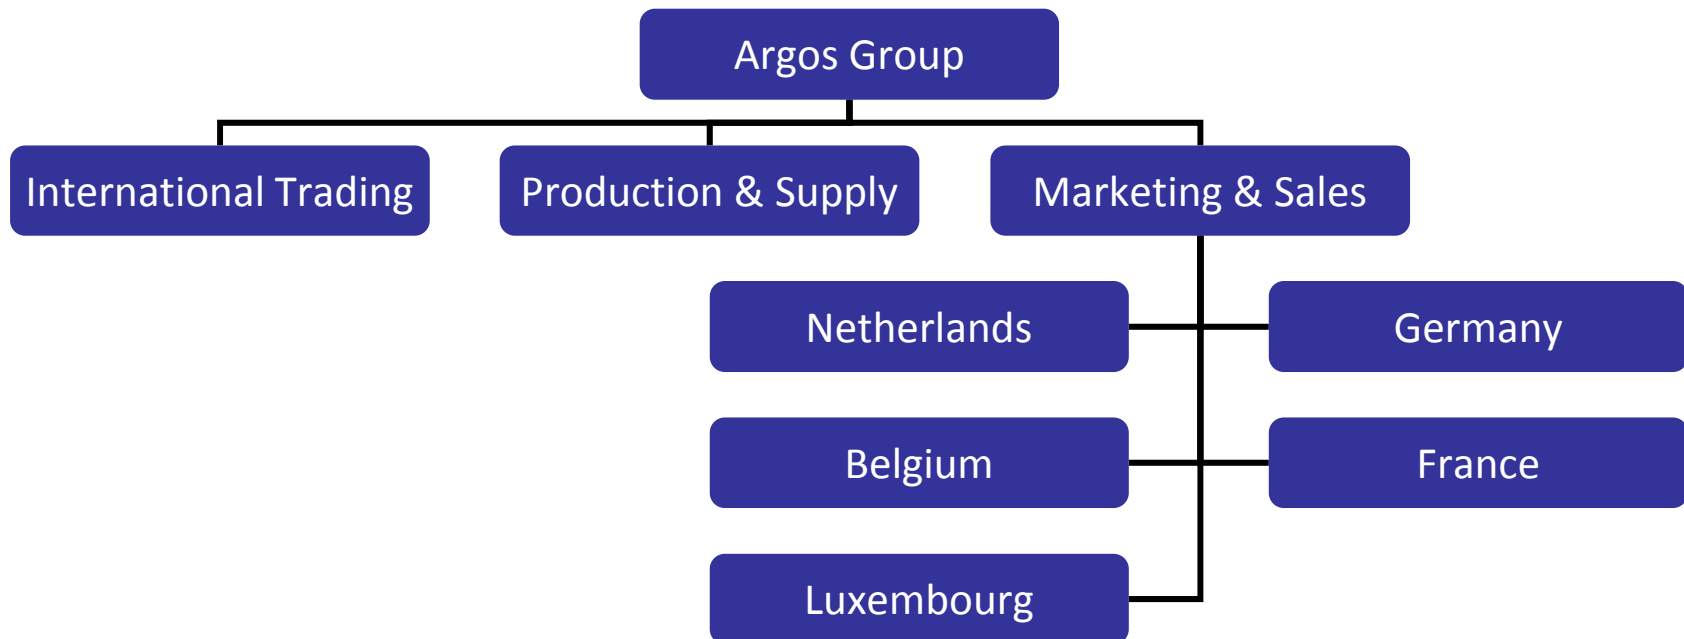 Argos Group
International Trading
Production & Supply
Marketing & Sales
Netherlands
Germany
Belgium
France
Luxembourg